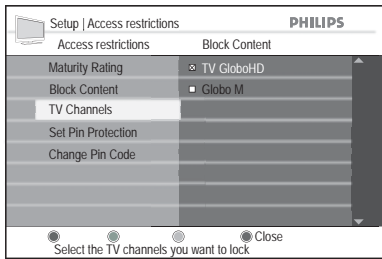 Setup | Access restrictions
PHILIPS
Access restrictions
Block Content
Maturity Rating
TV GloboHD
Block Content
Globo M
TV Channels
Set Pin Protection
Change Pin Code
Close
Select the TV channels you want to lock